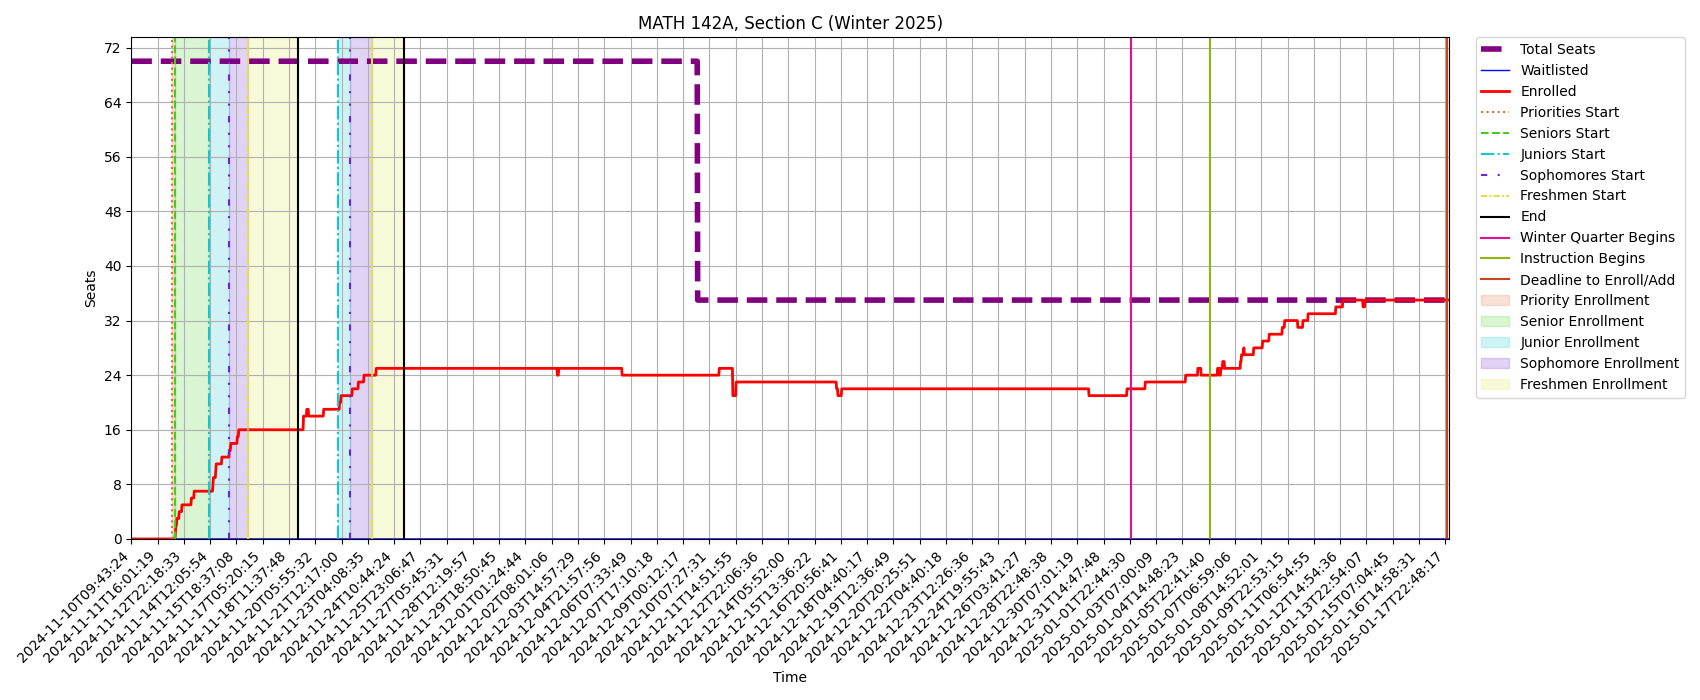 MATH 142A, Section C (Winter 2025)
72
64
56
48
40
32
24
16
8
0
Seats
2024-11-10T09:43:24
2024-11-11T16:01:19
2024-11-12T22:18:33
2024-11-14T12:05:54
2024-11-15T18:37:08
2024-11-17T05:20:15
2024-11-18T11:37:48
2024-11-20T05:55:32
2024-11-21T12:17:00
2024-11-23T04:08:35
2024-11-24T10:44:24
2024-11-25T23:06:47
2024-11-27T05:45:31
2024-11-28T12:19:57
2024-11-29T18:50:45
2024-12-01T01:24:44
2024-12-02T08:01:06
2024-12-03T14:57:29
2024-12-04T21:57:56
2024-12-06T07:33:49
2024-12-07T17:10:18
2024-12-09T00:12:17
2024-12-10T07:27:31
2024-12-11T14:51:55
2024-12-12T22:06:36
2024-12-14T05:52:00
2024-12-15T13:36:22
2024-12-16T20:56:41
2024-12-18T04:40:17
2024-12-19T12:36:49
2024-12-20T20:25:51
2024-12-22T04:40:18
2024-12-23T12:26:36
2024-12-24T19:55:43
2024-12-26T03:41:27
2024-12-28T22:48:38
2024-12-30T07:01:19
2024-12-31T14:47:48
2025-01-01T22:44:30
2025-01-03T07:00:09
2025-01-04T14:48:23
2025-01-05T22:41:40
2025-01-07T06:59:06
2025-01-08T14:52:01
2025-01-09T22:53:15
2025-01-11T06:54:55
2025-01-12T14:54:36
2025-01-13T22:54:07
2025-01-15T07:04:45
2025-01-16T14:58:31
2025-01-17T22:48:17
Time
Total Seats
Waitlisted
Enrolled
Priorities Start
Seniors Start
Juniors Start
Sophomores Start
Freshmen Start
End
Winter Quarter Begins
Instruction Begins
Deadline to Enroll/Add
Priority Enrollment
Senior Enrollment
Junior Enrollment
Sophomore Enrollment
Freshmen Enrollment